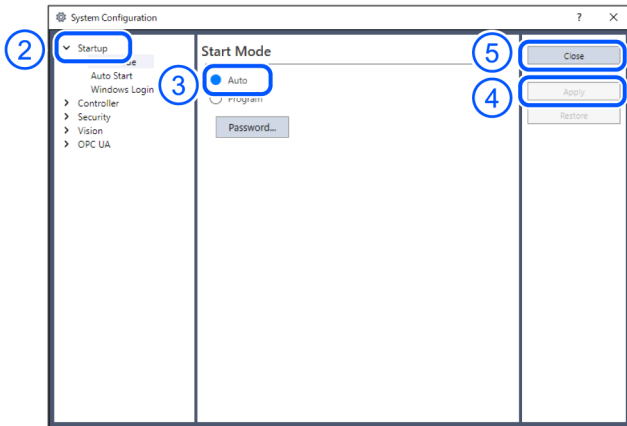 System Configuration
?
2
Startup
Auto Start
Windows Login
Controller
Security
Vision
OPC UA
Start Mode
3
Auto
Program
Password...
5
Close
4
Apply
Restore